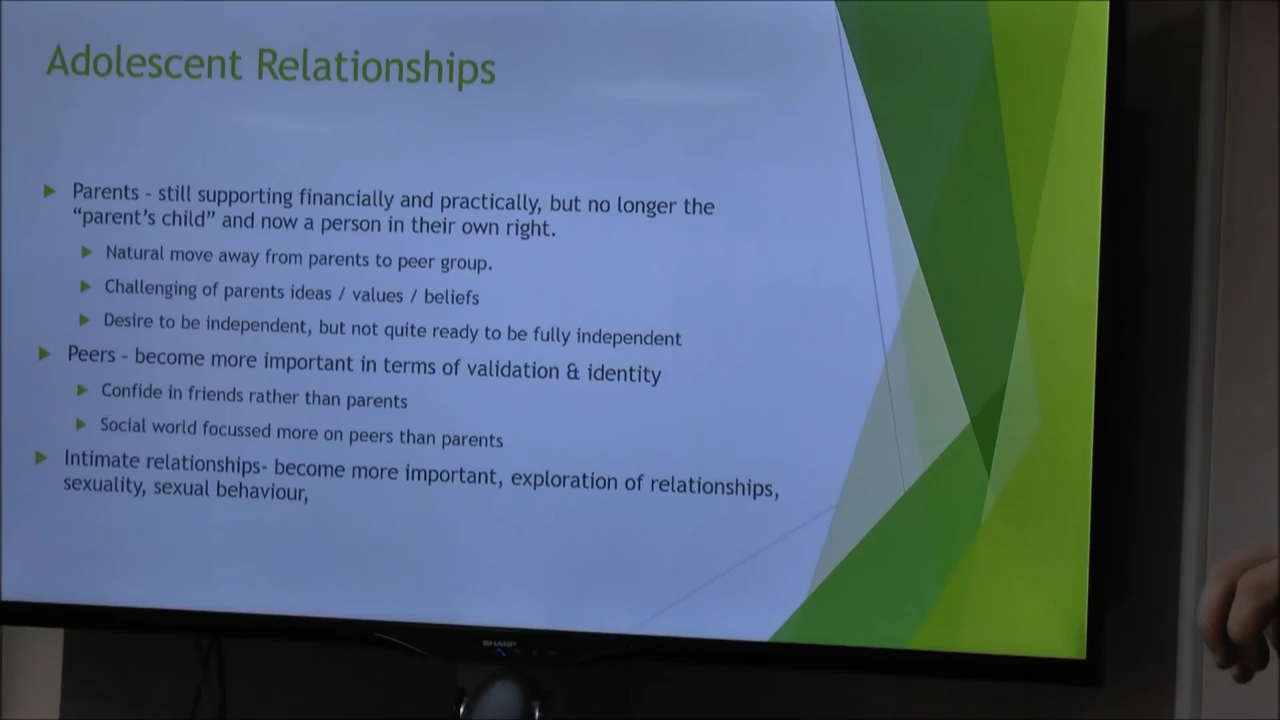 Adolescent Relationships
Parents - still supporting financially and practically, but no longer the
“parent’s child” and now a person in their own right.
Natural move away from parents to peer group.
Challenging of parents ideas / values / beliefs
Desire to be independent, but not quite ready to be fully independent
Peers - become more important in terms of validation & identity
Confide in friends rather than parents
Social world focussed more on peers than parents
Intimate relationships- become more important, exploration of relationships,
sexuality, sexual behaviour,
SHARP